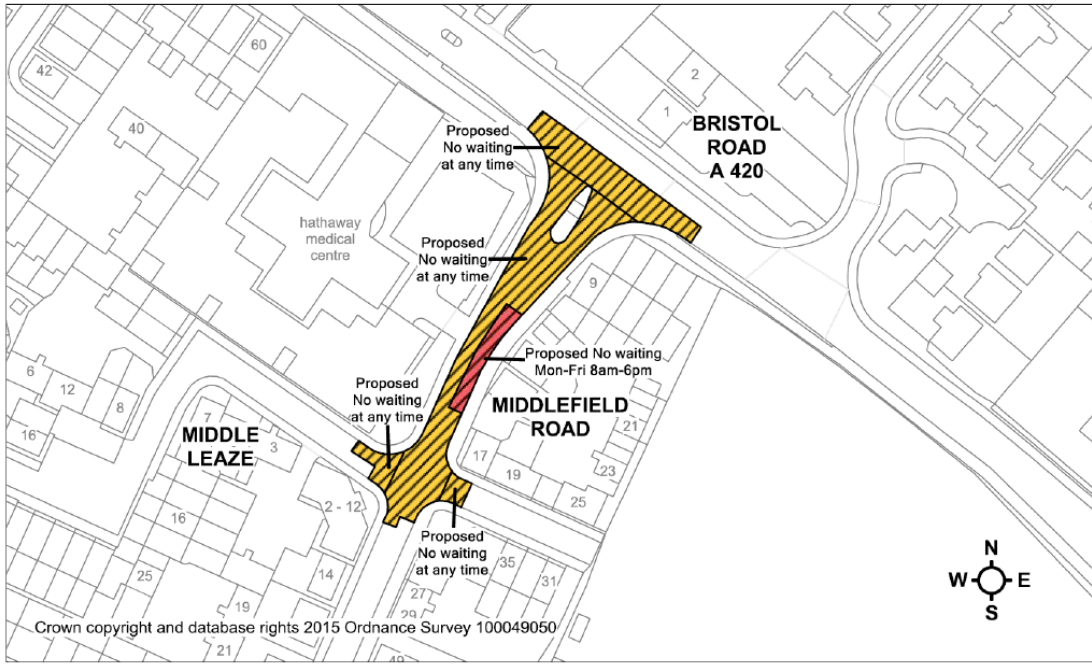 60
42
2
40
1
BRISTOL
ROAD
A 420
Proposed
No waiting
at any time
hathaway
medical
centre
Proposed
No waiting
at any time
9
Proposed No waiting
Mon-Fri 8am-6pm
6
12
8
16
Proposed
No waiting
at any time
MIDDLEFIELD
ROAD
7
3
MIDDLE
LEAZE
21
17
19
23
25
2 - 12
16
Proposed
No waiting
at any time
35
31
25
14
27
19
29
21
49
N
W E
S
Crown copyright and database rights 2015 Ordnance Survey 100049050